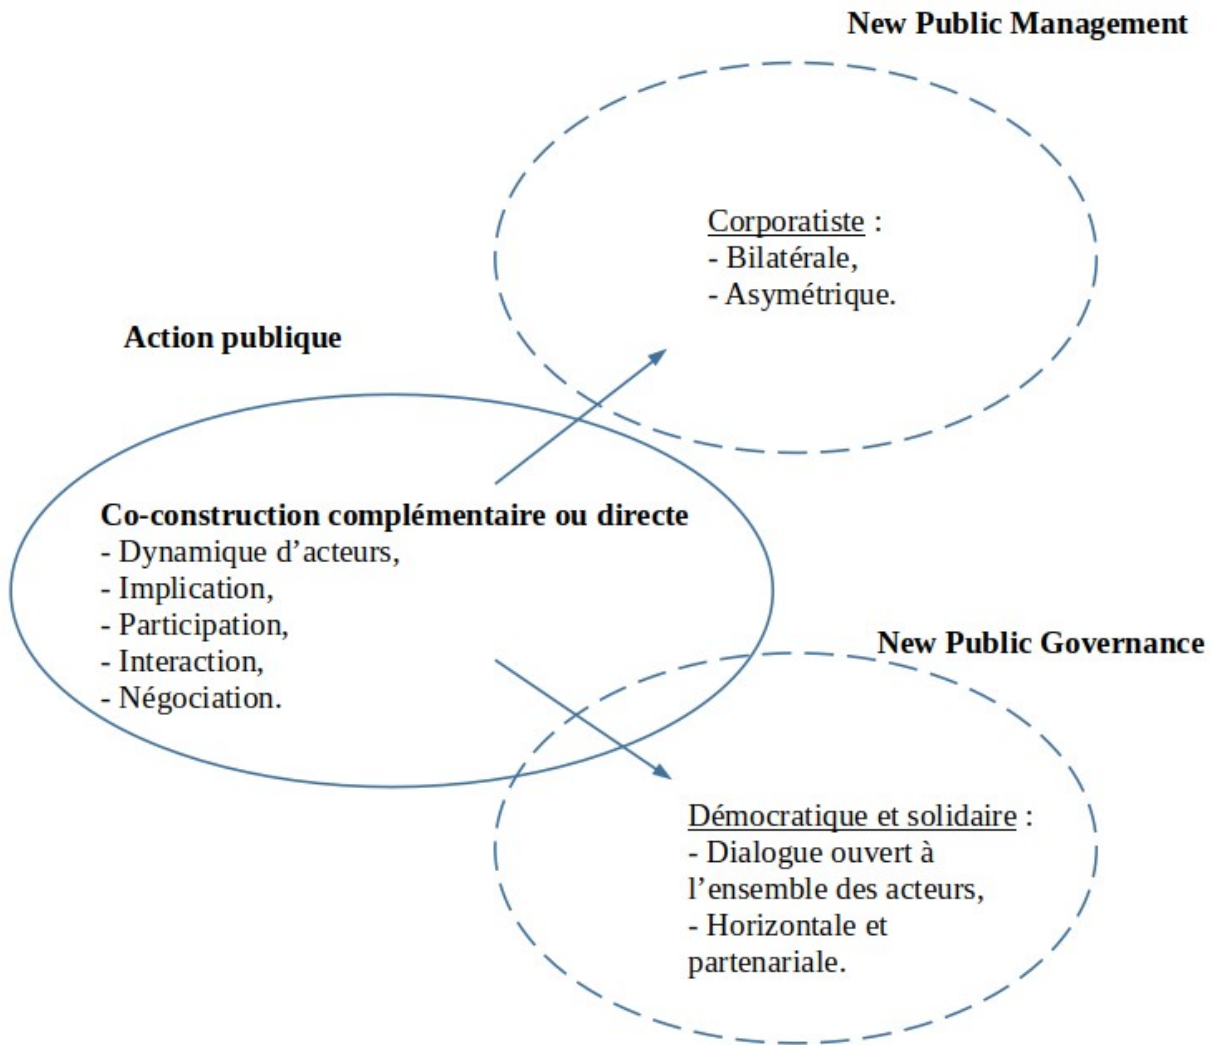 New Public Management
Corporatiste :
- Bilatérale,
- Asymétrique.
Action publique
Co-construction complémentaire ou directe
- Dynamique d’acteurs,
- Implication,
- Participation,
- Interaction,
- Négociation.
New Public Governance
Démocratique et solidaire :
- Dialogue ouvert à
l’ensemble des acteurs,
- Horizontale et
partenariale.